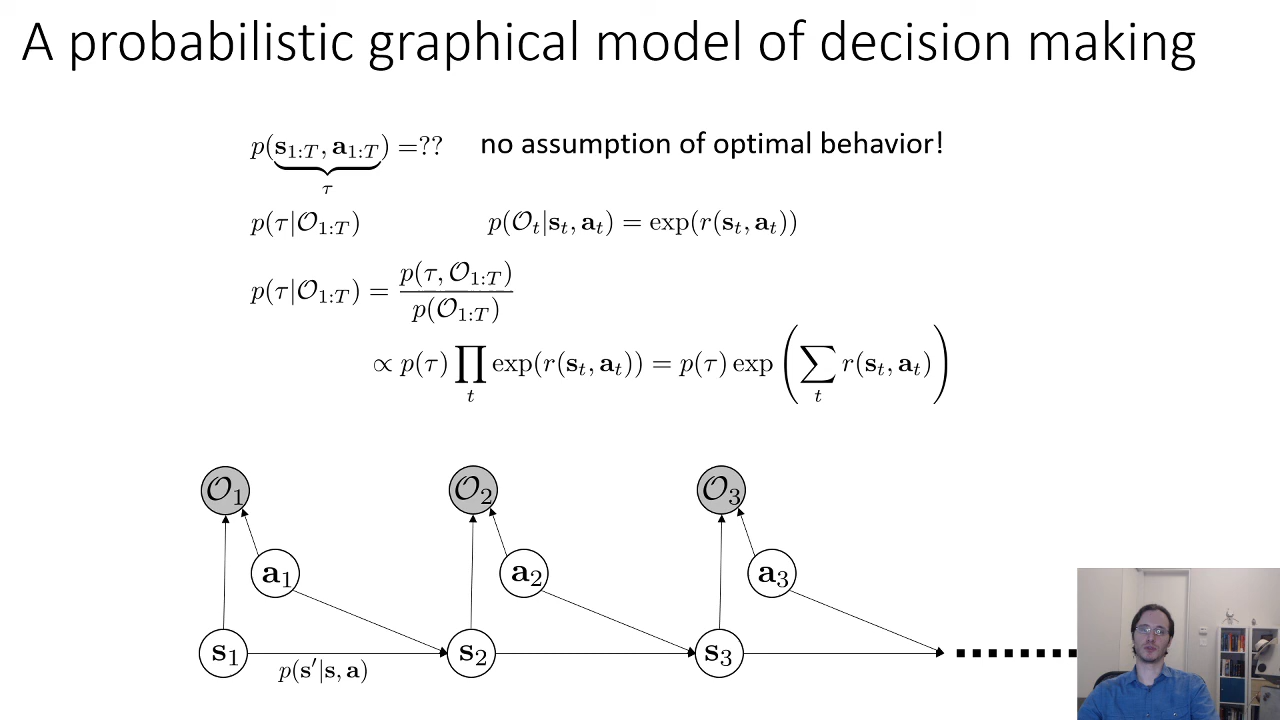 A probabilistic graphical model of decision making
p(s_{1:T}, a_{1:T}) =?? no assumption of optimal behavior!
τ
p(τ|𝒪_{1:T}) p(𝒪_t|s_t, a_t) = exp(r(s_t, a_t))
p(τ|𝒪_{1:T}) = p(τ, 𝒪_{1:T}) / p(𝒪_{1:T})
∝ p(τ) ∏_t exp(r(s_t, a_t)) = p(τ) exp(∑_t r(s_t, a_t))
𝒪_1 𝒪_2 𝒪_3
a_1 a_2 a_3
s_1 s_2 s_3
p(s′|s, a)